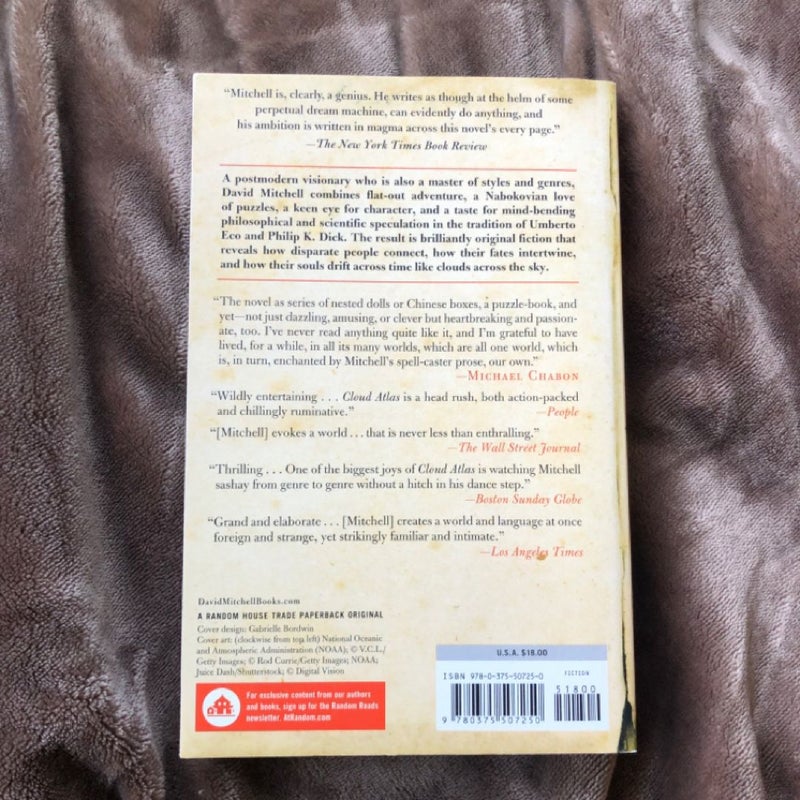 “Mitchell is, clearly, a genius. He writes as though at the helm of some
perpetual dream machine, can evidently do anything, and
his ambition is written in magma across this novel’s every page.”
—The New York Times Book Review
A postmodern visionary who is also a master of styles and genres,
David Mitchell combines flat-out adventure, a Nabokovian love
of puzzles, a keen eye for character, and a taste for mind-bending
philosophical and scientific speculation in the tradition of Umberto
Eco and Philip K. Dick. The result is brilliantly original fiction that
reveals how disparate people connect, how their fates intertwine,
and how their souls drift across time like clouds across the sky.
“The novel as series of nested dolls or Chinese boxes, a puzzle-book, and
yet—not just dazzling, amusing, or clever but heartbreaking and passion-
ate, too. I’ve never read anything quite like it, and I’m grateful to have
lived, for a while, in all its many worlds, which are all one world, which
is, in turn, enchanted by Mitchell’s spell-caster prose, our own.”
—MICHAEL CHABON
“Wildly entertaining . . . Cloud Atlas is a head rush, both action-packed
and chillingly ruminative.” —People
“[Mitchell] evokes a world . . . that is never less than enthralling.”
—The Wall Street Journal
“Thrilling . . . One of the biggest joys of Cloud Atlas is watching Mitchell
sashay from genre to genre without a hitch in his dance step.”
—Boston Sunday Globe
“Grand and elaborate . . . [Mitchell] creates a world and language at once
foreign and strange, yet strikingly familiar and intimate.”
—Los Angeles Times
DavidMitchellBooks.com
A RANDOM HOUSE TRADE PAPERBACK ORIGINAL
Cover design: Gabrielle Bordwin
Cover art: (clockwise from top left) National Oceanic
and Atmospheric Administration (NOAA); © V.C.L./
Getty Images; © Rod Currie/Getty Images; NOAA;
Juice Dash/Shutterstock; © Digital Vision
For exclusive content from our authors
and books, sign up for the Random Reads
newsletter. AtRandom.com
U.S.A. $18.00
ISBN 978-0-375-50725-0
FICTION
51800
9 780375 507250